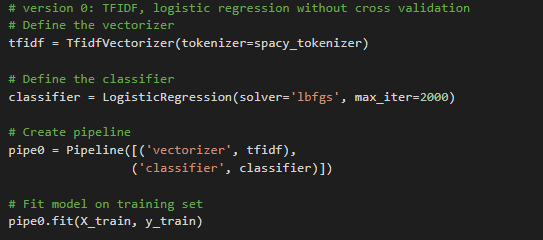 # version 0: TFIDF, logistic regression without cross validation
# Define the vectorizer
tfidf = TfidfVectorizer(tokenizer=spacy_tokenizer)
# Define the classifier
classifier = LogisticRegression(solver='lbfgs', max_iter=2000)
# Create pipeline
pipe0 = Pipeline([('vectorizer', tfidf),
('classifier', classifier)])
# Fit model on training set
pipe0.fit(X_train, y_train)